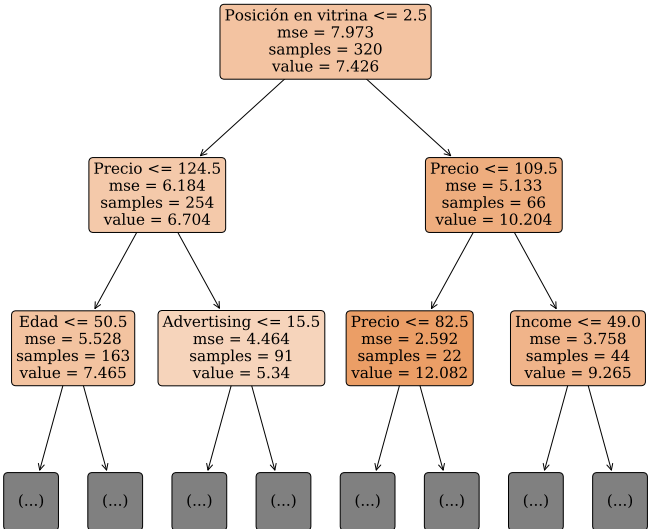 Posición en vitrina <= 2.5
mse = 7.973
samples = 320
value = 7.426
Precio <= 124.5
mse = 6.184
samples = 254
value = 6.704
Precio <= 109.5
mse = 5.133
samples = 66
value = 10.204
Edad <= 50.5
mse = 5.528
samples = 163
value = 7.465
Advertising <= 15.5
mse = 4.464
samples = 91
value = 5.34
Precio <= 82.5
mse = 2.592
samples = 22
value = 12.082
Income <= 49.0
mse = 3.758
samples = 44
value = 9.265
(...)
(...)
(...)
(...)
(...)
(...)
(...)
(...)